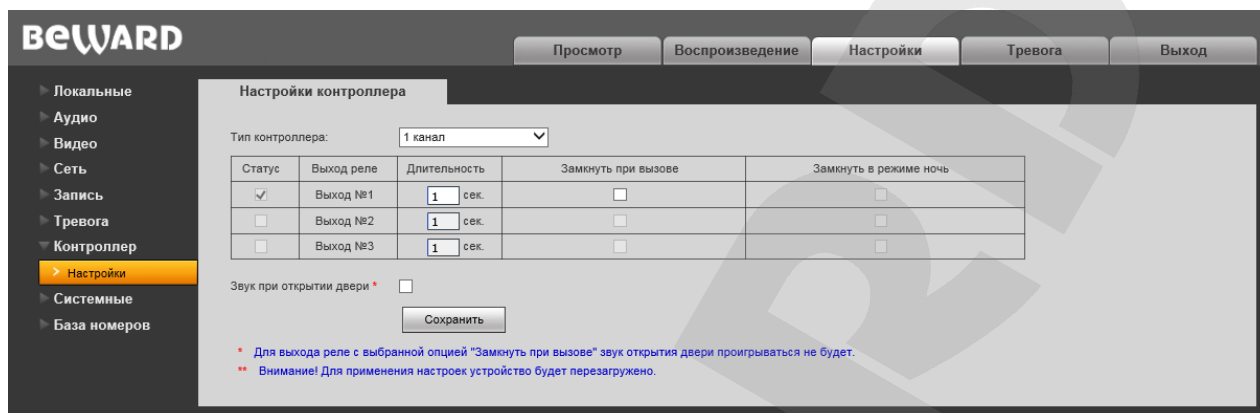 BEWARD
Просмотр Воспроизведение Настройки Тревога Выход
Локальные
Аудио
Видео
Сеть
Запись
Тревога
Контроллер
Настройки
Системные
База номеров
Настройки контроллера
Тип контроллера: 1 канал
Статус Выход реле Длительность Замкнуть при вызове Замкнуть в режиме ночь
Выход №1 1 сек.
Выход №2 1 сек.
Выход №3 1 сек.
Звук при открытии двери *
Сохранить
* Для выхода реле с выбранной опцией "Замкнуть при вызове" звук открытия двери проигрываться не будет.
** Внимание! Для применения настроек устройство будет перезагружено.